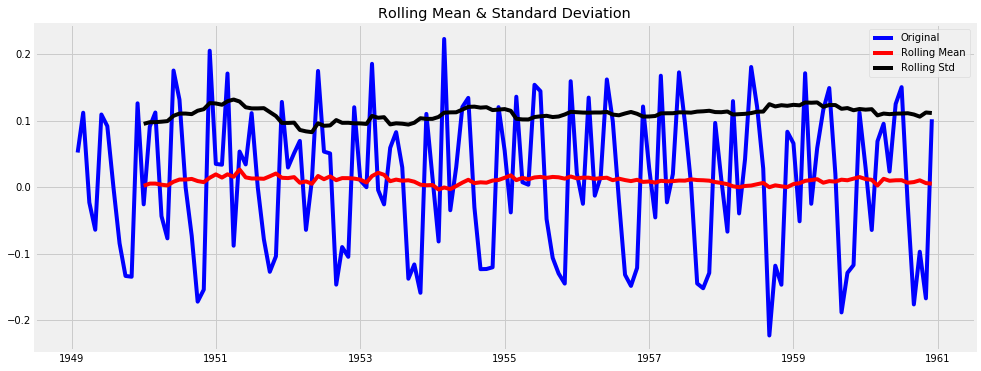 Rolling Mean & Standard Deviation
Original
Rolling Mean
Rolling Std
0.2
0.1
0.0
−0.1
−0.2
1949 1951 1953 1955 1957 1959 1961